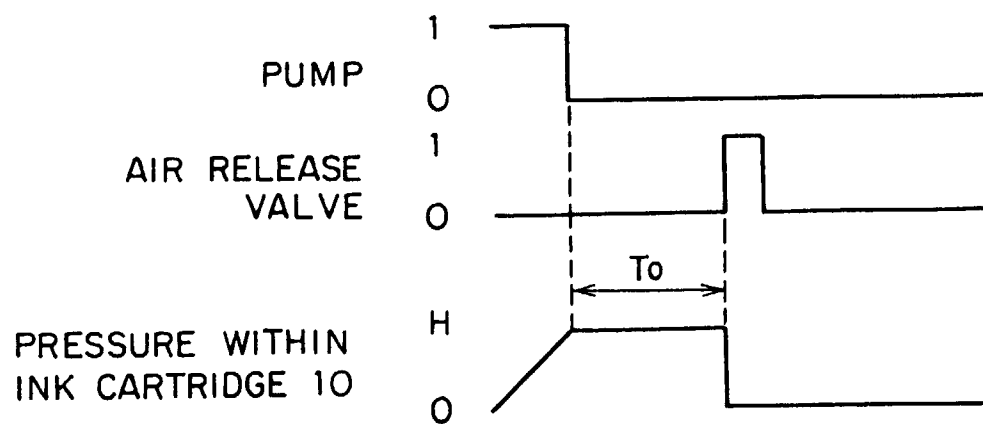 1
PUMP
0
1
AIR RELEASE
VALVE
0
To
H
PRESSURE WITHIN
INK CARTRIDGE 10
0